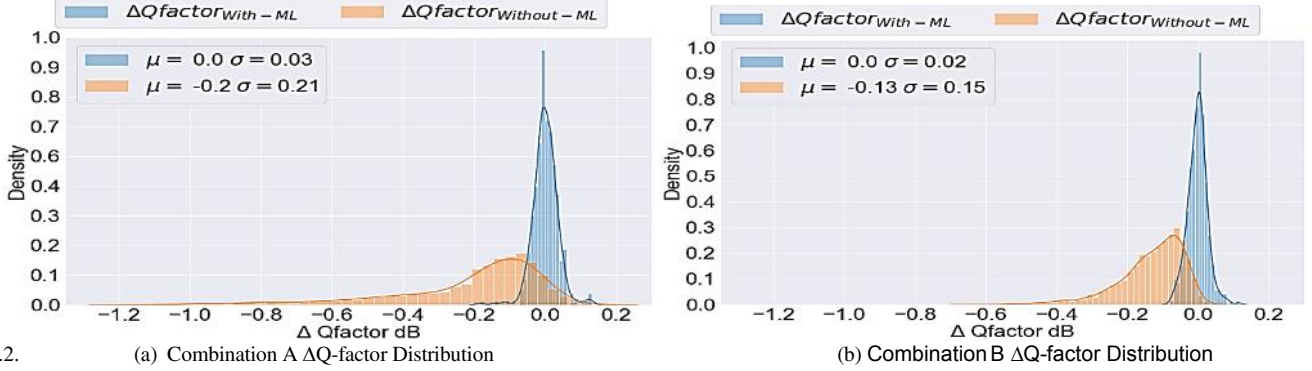 ΔQfactor_With−ML ΔQfactor_Without−ML
μ = 0.0 σ = 0.03
μ = -0.2 σ = 0.21
1.0
0.9
0.8
0.7
0.6
0.5
0.4
0.3
0.2
0.1
0.0
Density
−1.2 −1.0 −0.8 −0.6 −0.4 −0.2 0.0 0.2
Δ Qfactor dB
ΔQfactor_With−ML ΔQfactor_Without−ML
μ = 0.0 σ = 0.02
μ = -0.13 σ = 0.15
1.0
0.9
0.8
0.7
0.6
0.5
0.4
0.3
0.2
0.1
0.0
Density
−1.2 −1.0 −0.8 −0.6 −0.4 −0.2 0.0 0.2
Δ Qfactor dB
.2. (a) Combination A ΔQ-factor Distribution
(b) Combination B ΔQ-factor Distribution